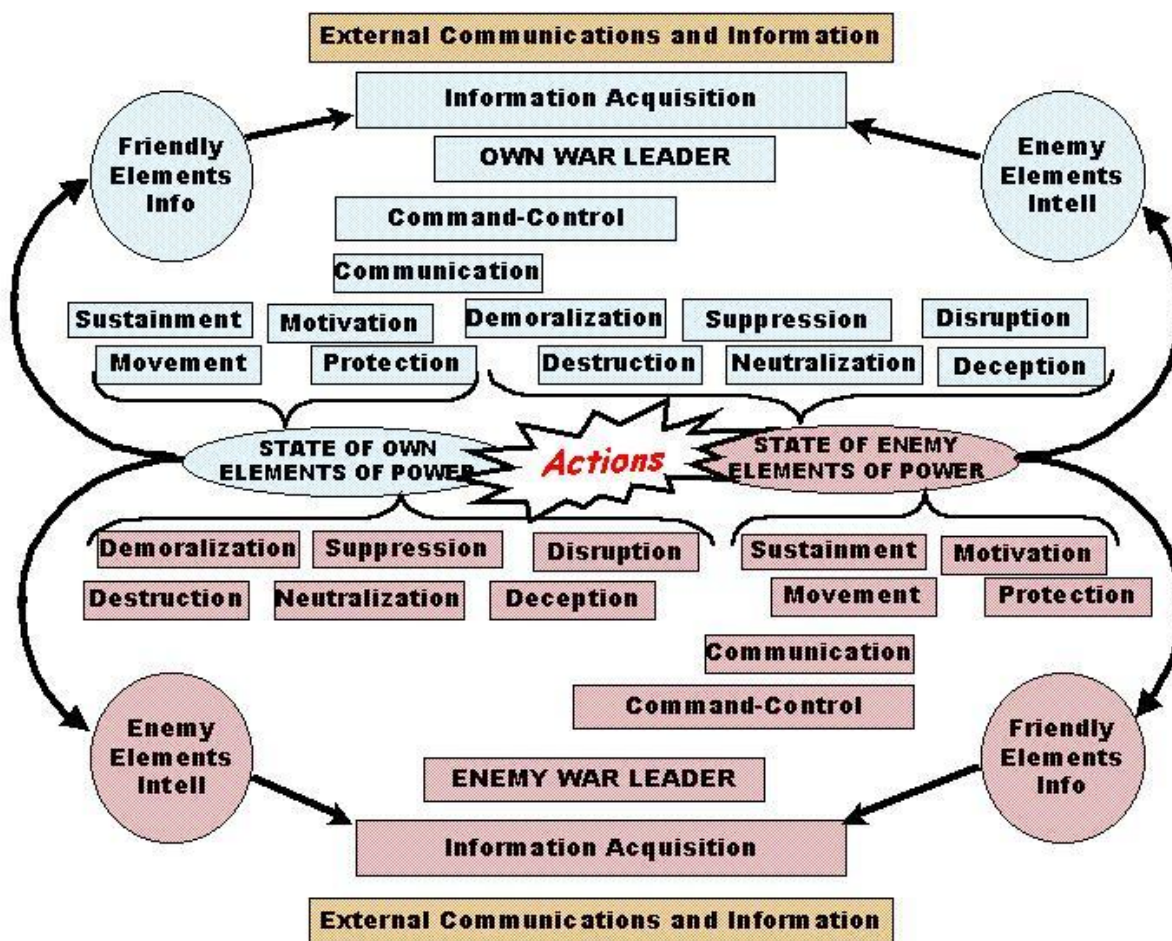 External Communications and Information
Information Acquisition
Friendly
Elements
Info
OWN WAR LEADER
Enemy
Elements
Intell
Command-Control
Communication
Sustainment
Motivation
Demoralization
Suppression
Disruption
Movement
Protection
Destruction
Neutralization
Deception
STATE OF OWN
ELEMENTS OF POWER
Actions
STATE OF ENEMY
ELEMENTS OF POWER
Demoralization
Suppression
Disruption
Sustainment
Motivation
Destruction
Neutralization
Deception
Movement
Protection
Communication
Command-Control
Enemy
Elements
Intell
ENEMY WAR LEADER
Friendly
Elements
Info
Information Acquisition
External Communications and Information